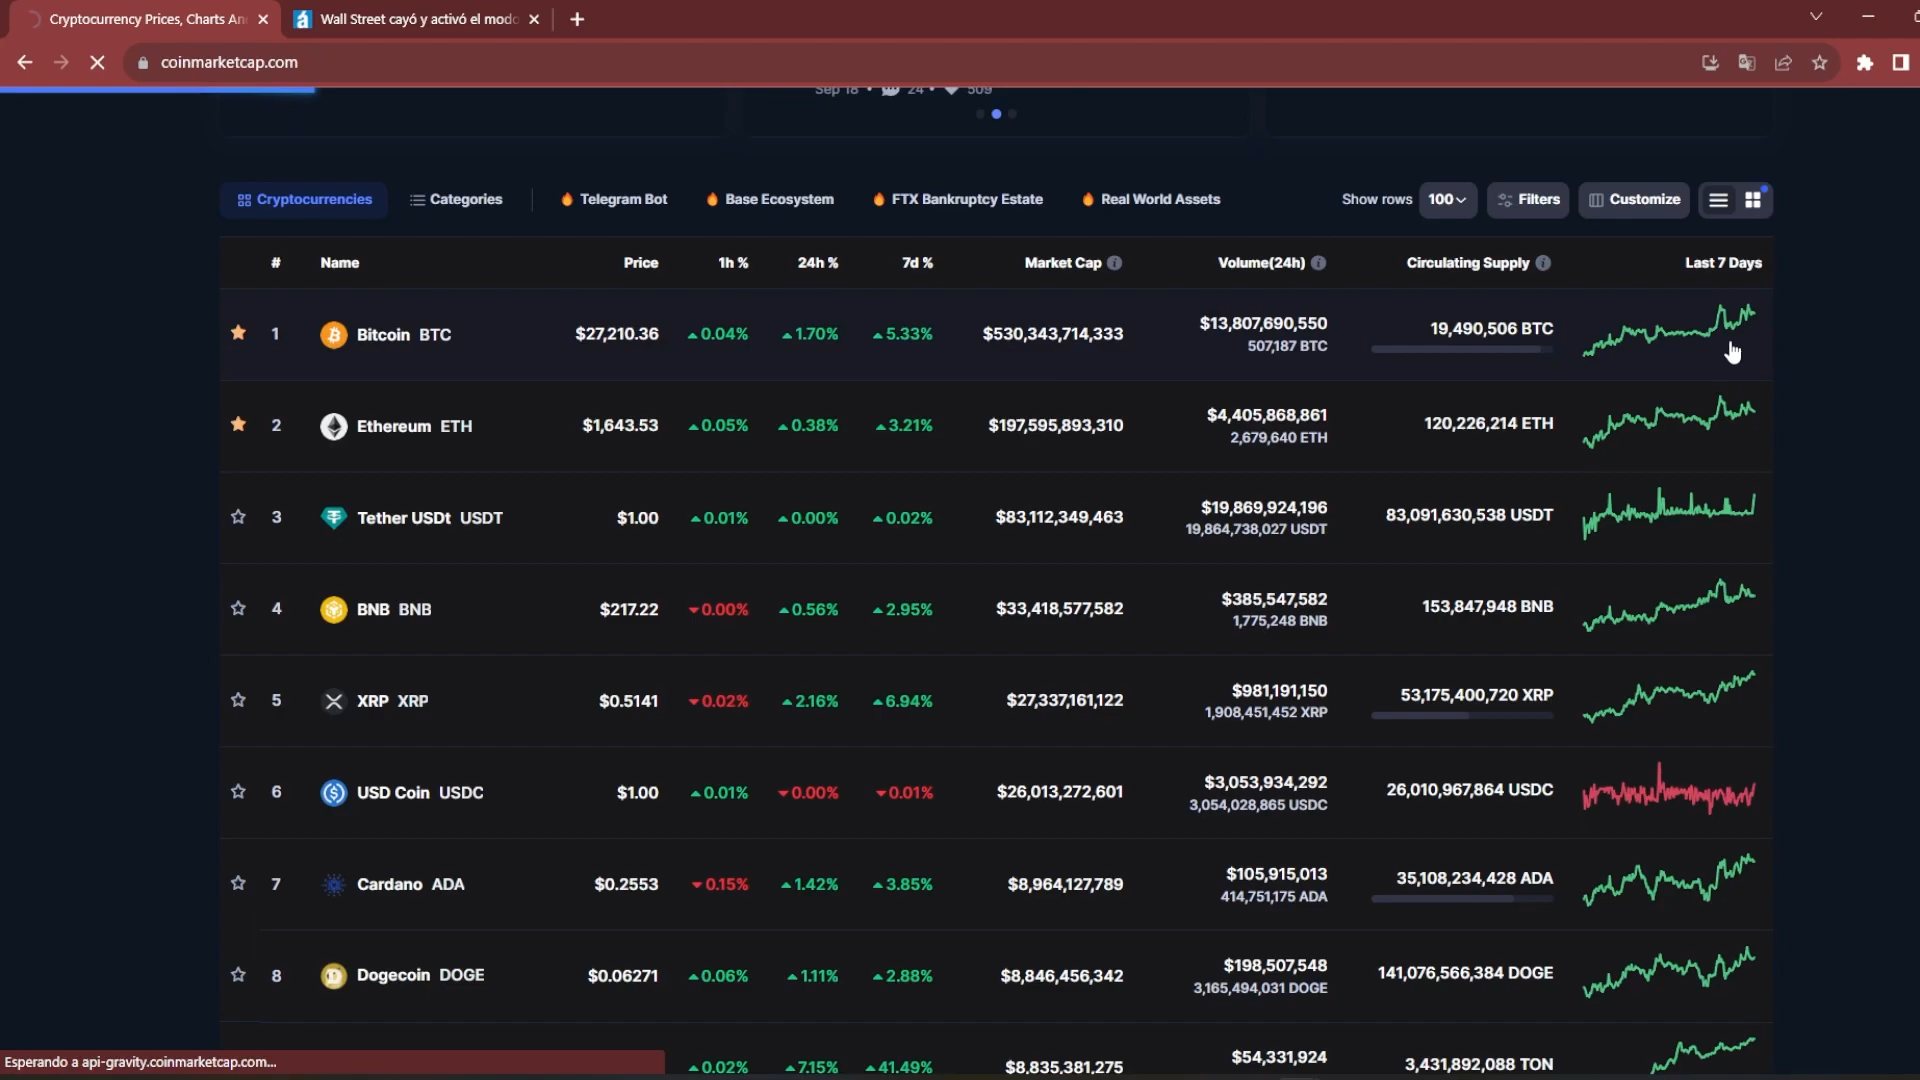 Cryptocurrency Prices, Charts An
Wall Street cayó y activó el modo
coinmarketcap.com
Sep 18 • 24 • 509
Cryptocurrencies Categories Telegram Bot Base Ecosystem FTX Bankruptcy Estate Real World Assets Show rows 100 Filters Customize
# Name Price 1h % 24h % 7d % Market Cap Volume(24h) Circulating Supply Last 7 Days
1 Bitcoin BTC $27,210.36 0.04% 1.70% 5.33% $530,343,714,333 $13,807,690,550 19,490,506 BTC
507,187 BTC
2 Ethereum ETH $1,643.53 0.05% 0.38% 3.21% $197,595,893,310 $4,405,868,861 120,226,214 ETH
2,679,640 ETH
3 Tether USDt USDT $1.00 0.01% 0.00% 0.02% $83,112,349,463 $19,869,924,196 83,091,630,538 USDT
19,864,738,027 USDT
4 BNB BNB $217.22 0.00% 0.56% 2.95% $33,418,577,582 $385,547,582 153,847,948 BNB
1,775,248 BNB
5 XRP XRP $0.5141 0.02% 2.16% 6.94% $27,337,161,122 $981,191,150 53,175,400,720 XRP
1,908,451,452 XRP
6 USD Coin USDC $1.00 0.01% 0.00% 0.01% $26,013,272,601 $3,053,934,292 26,010,967,864 USDC
3,054,028,865 USDC
7 Cardano ADA $0.2553 0.15% 1.42% 3.85% $8,964,127,789 $105,915,013 35,108,234,428 ADA
414,751,175 ADA
8 Dogecoin DOGE $0.06271 0.06% 1.11% 2.88% $8,846,456,342 $198,507,548 141,076,566,384 DOGE
3,165,494,031 DOGE
0.02% 7.15% 41.49% $8,835,381,275 $54,331,924 3,431,892,088 TON
Esperando a api-gravity.coinmarketcap.com...